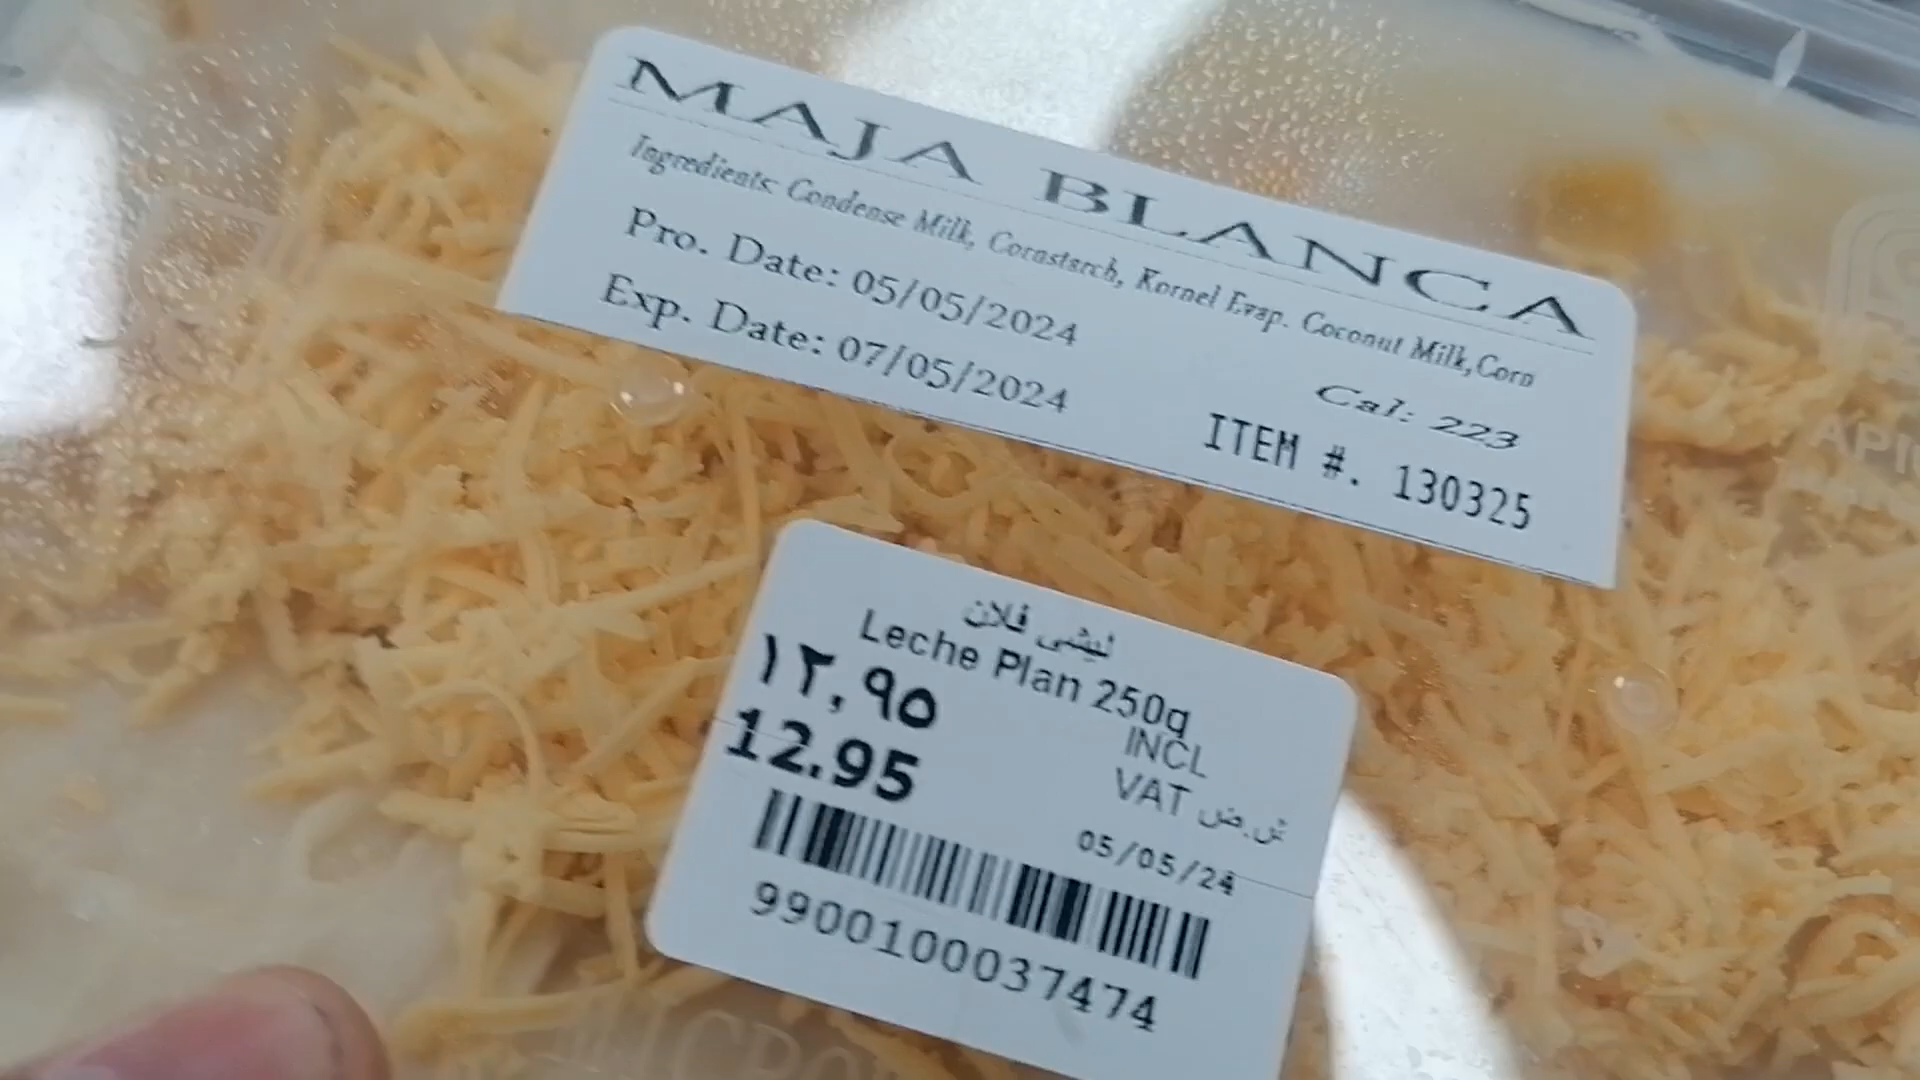 MAJA BLANCA
Ingredients: Condense Milk, Cornstarch, Kornel Evap. Coconut Milk,Corn
Pro. Date: 05/05/2024
Exp. Date: 07/05/2024
Cal: 223
ITEM #. 130325
ليشى فلان
Leche Plan 250g
١٢,٩٥
12.95
INCL
VAT ش.ض
05/05/24
9900100037474